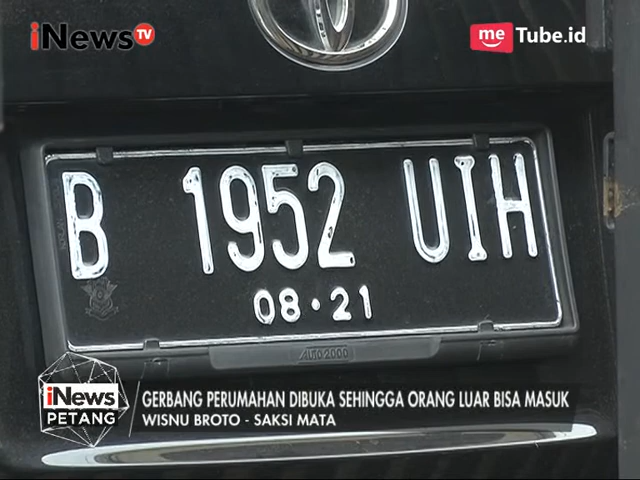 iNews TV
me Tube.id
B 1952 UIH
08·21
AUTO2000
GERBANG PERUMAHAN DIBUKA SEHINGGA ORANG LUAR BISA MASUK
iNews
PETANG
WISNU BROTO - SAKSI MATA